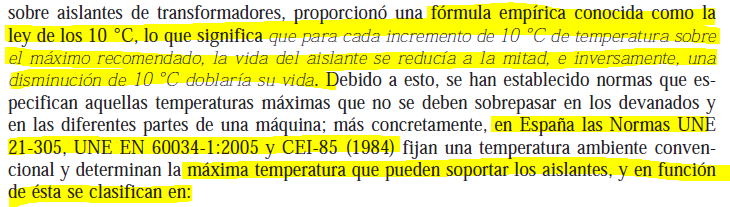 sobre aislantes de transformadores, proporcionó una fórmula empírica conocida como la
ley de los 10 °C, lo que significa que para cada incremento de 10 °C de temperatura sobre
el máximo recomendado, la vida del aislante se reducía a la mitad, e inversamente, una
disminución de 10 °C doblaría su vida. Debido a esto, se han establecido normas que es-
pecifican aquellas temperaturas máximas que no se deben sobrepasar en los devanados y
en las diferentes partes de una máquina; más concretamente, en España las Normas UNE
21-305, UNE EN 60034-1:2005 y CEI-85 (1984) fijan una temperatura ambiente conven-
cional y determinan la máxima temperatura que pueden soportar los aislantes, y en función
de ésta se clasifican en: